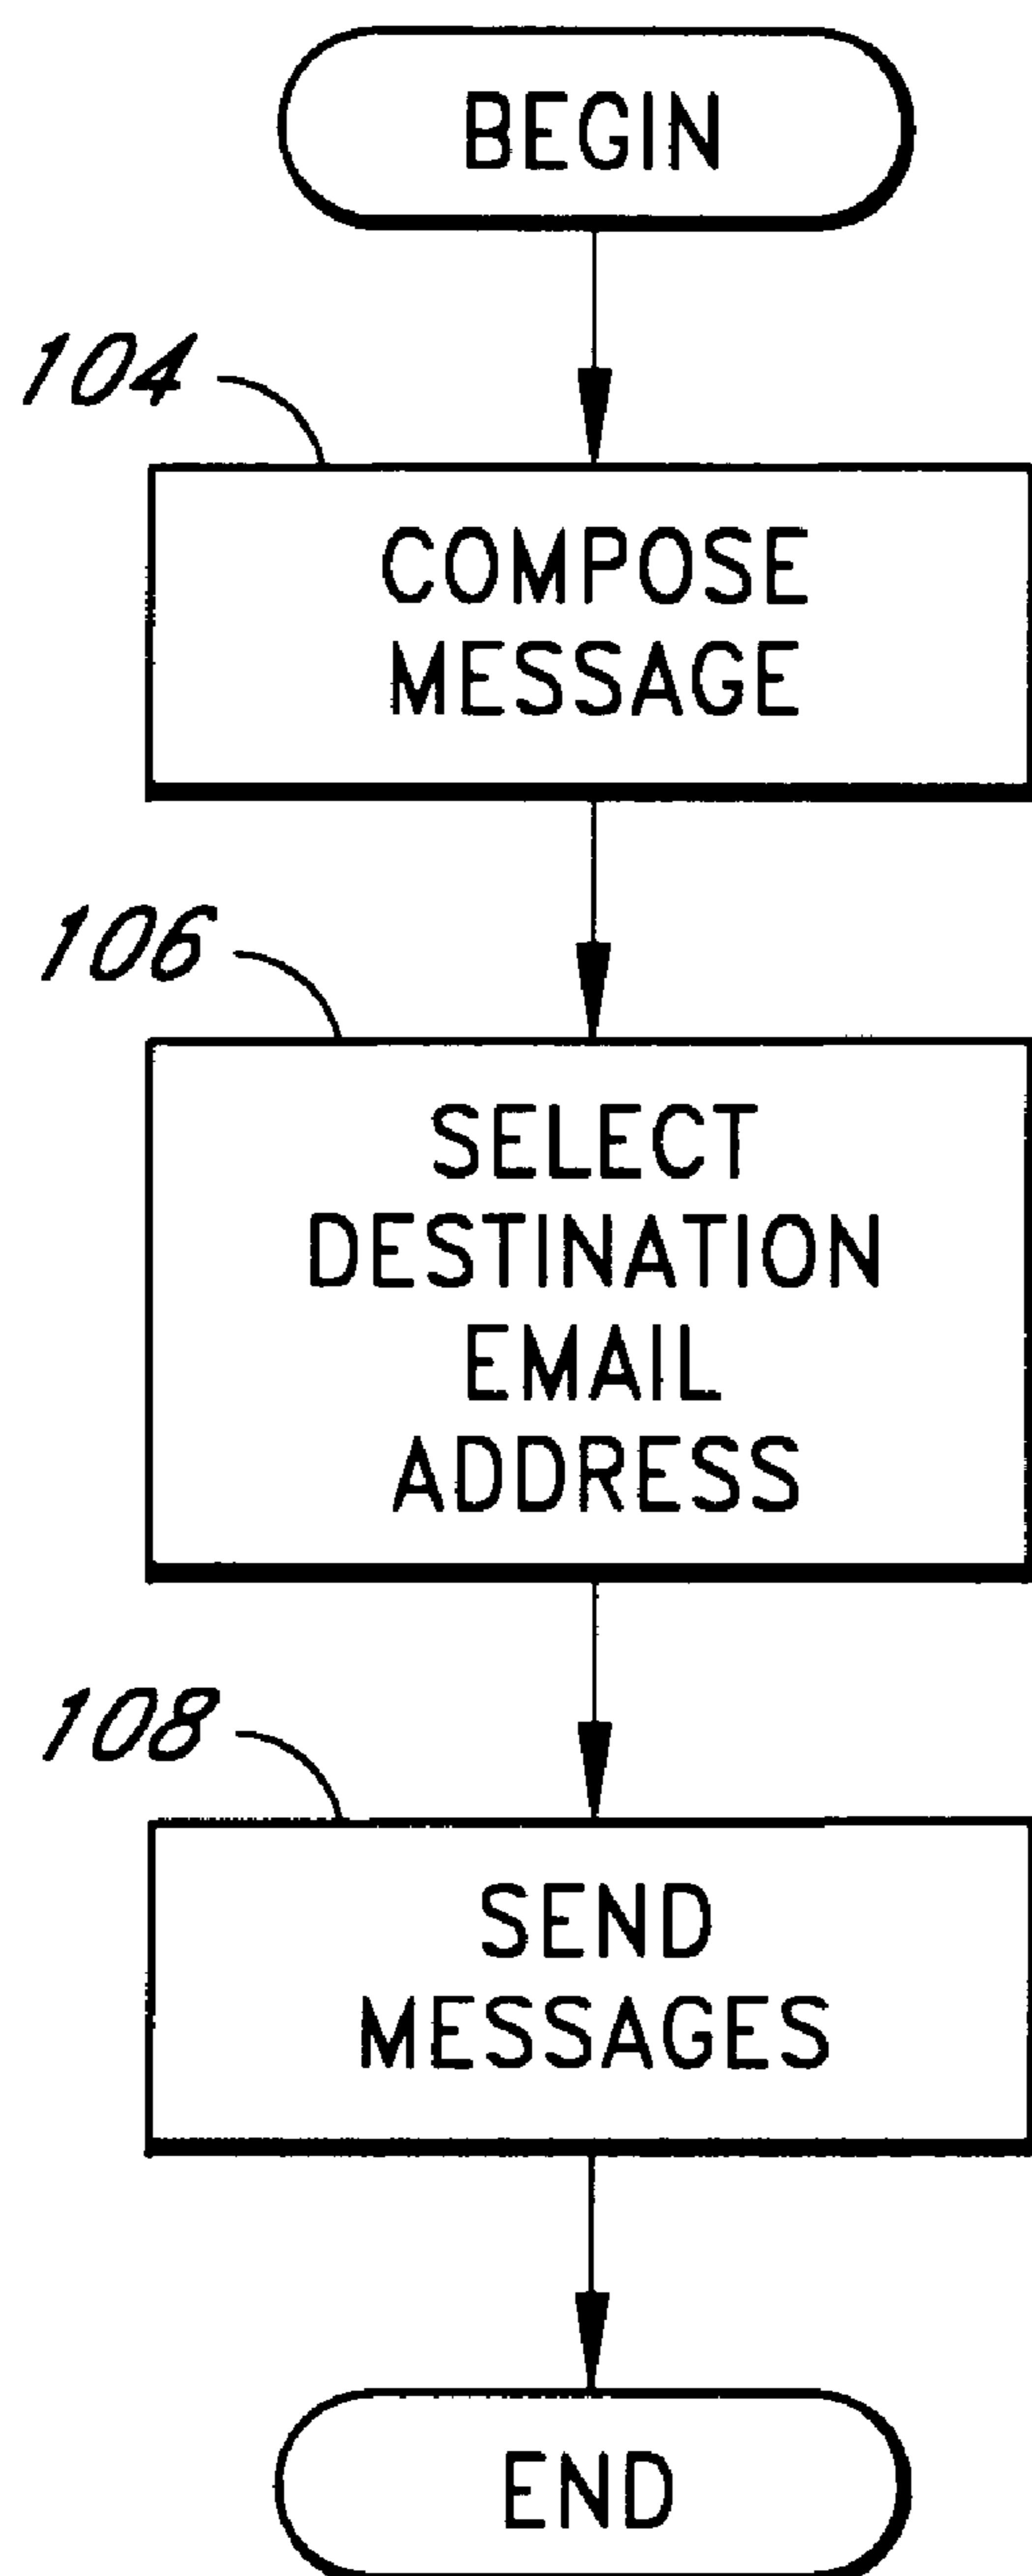 BEGIN
104
COMPOSE
MESSAGE
106
SELECT
DESTINATION
EMAIL
ADDRESS
108
SEND
MESSAGES
END